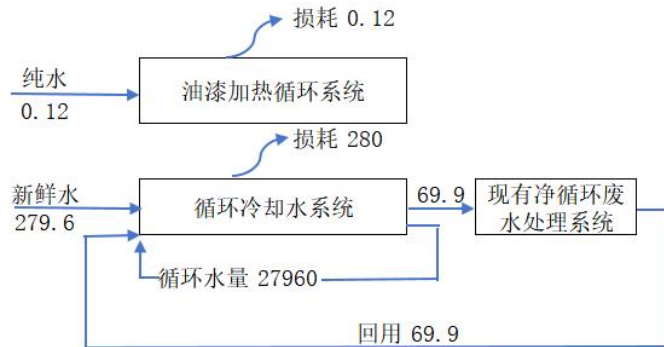 损耗 0.12
纯水
0.12
油漆加热循环系统
损耗 280
新鲜水
279.6
循环冷却水系统
69.9
现有净循环废
水处理系统
循环水量 27960
回用 69.9